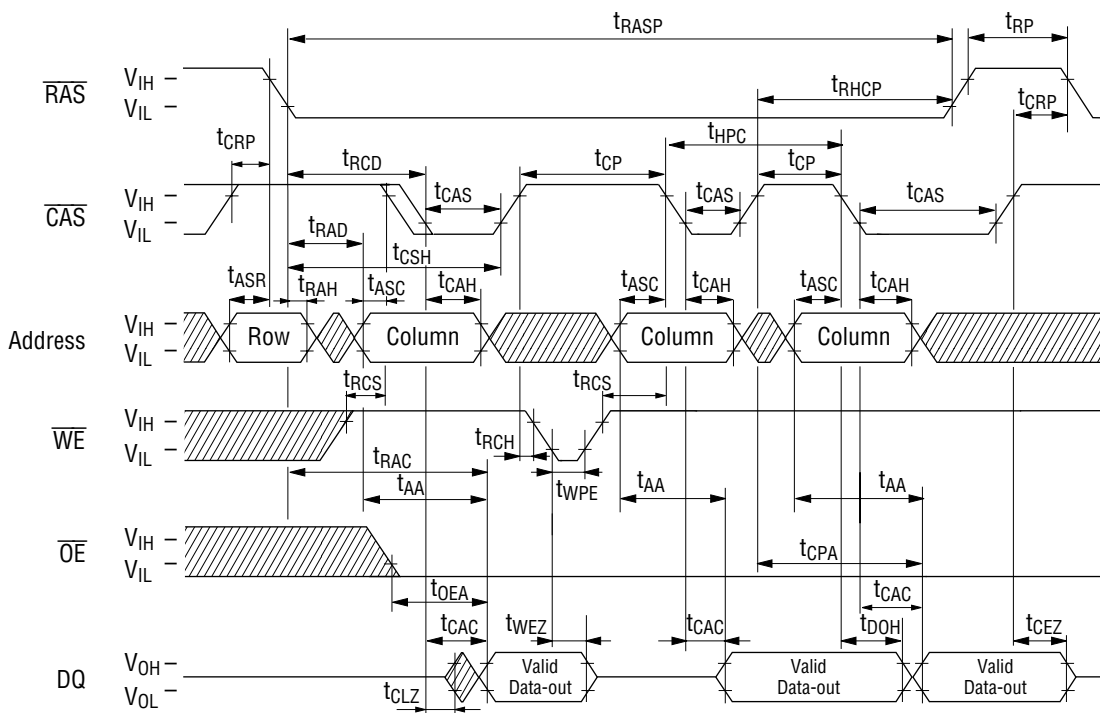 tRASP
tRP
RAS
VIH
VIL
tRHCP
tCRP
tCRP
tHPC
tRCD
tCP
tCP
CAS
VIH
VIL
tCAS
tCAS
tCAS
tRAD
tCSH
tASR
tRAH
tASC
tCAH
tASC
tCAH
tASC
tCAH
Address
VIH
VIL
Row
Column
Column
Column
tRCS
tRCS
WE
VIH
VIL
tRCH
tRAC
tWPE
tAA
tAA
tAA
OE
VIH
VIL
tCPA
tOEA
tCAC
tCAC
tWEZ
tCAC
tDOH
tCEZ
DQ
VOH
VOL
Valid
Data-out
Valid
Data-out
Valid
Data-out
tCLZ